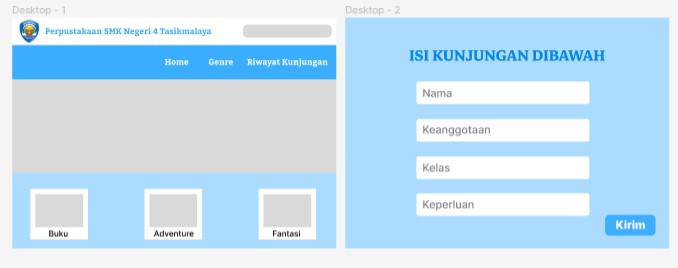 Desktop - 1
Perpustakaan SMK Negeri 4 Tasikmalaya
Home Genre Riwayat Kunjungan
Buku
Adventure
Fantasi
Desktop - 2
ISI KUNJUNGAN DIBAWAH
Nama
Keanggotaan
Kelas
Keperluan
Kirim